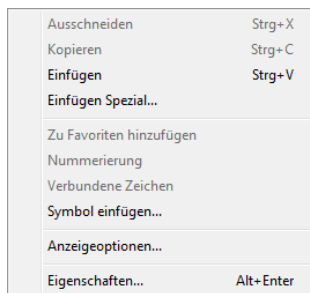 Ausschneiden Strg+X
Kopieren Strg+C
Einfügen Strg+V
Einfügen Spezial...
Zu Favoriten hinzufügen
Nummerierung
Verbundene Zeichen
Symbol einfügen...
Anzeigeoptionen...
Eigenschaften... Alt+Enter